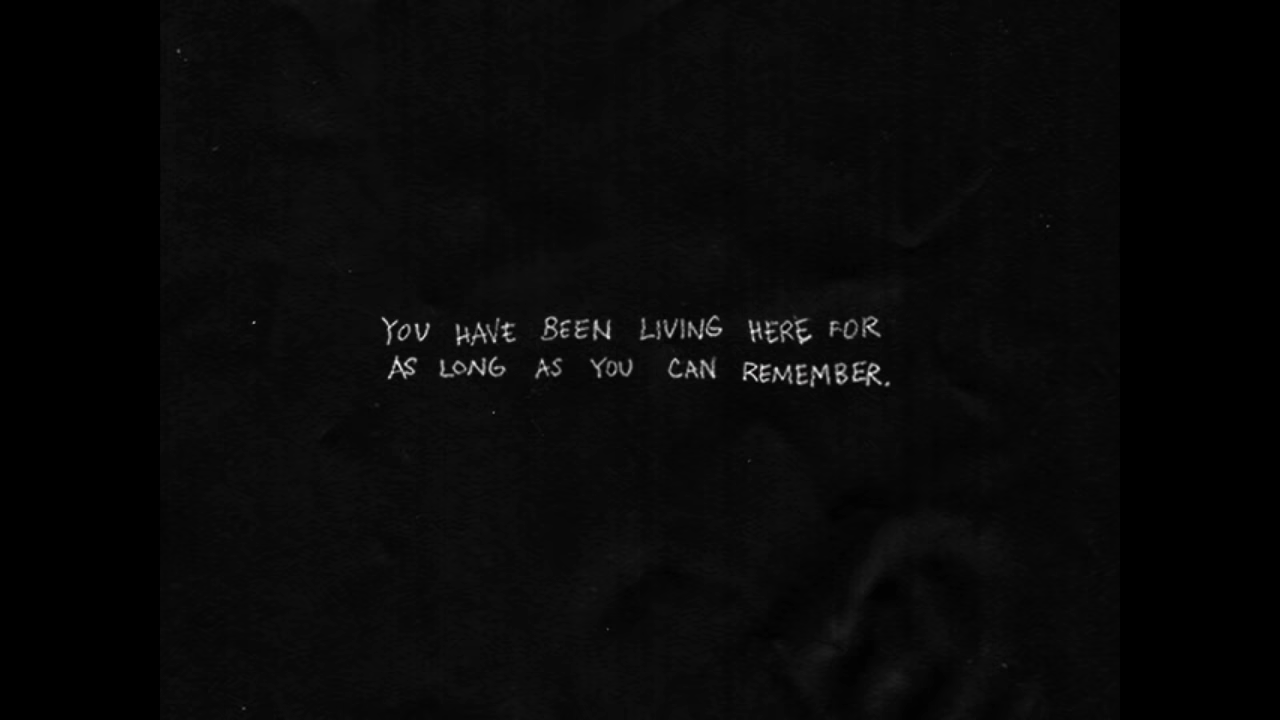 YOU HAVE BEEN LIVING HERE FOR
AS LONG AS YOU CAN REMEMBER.